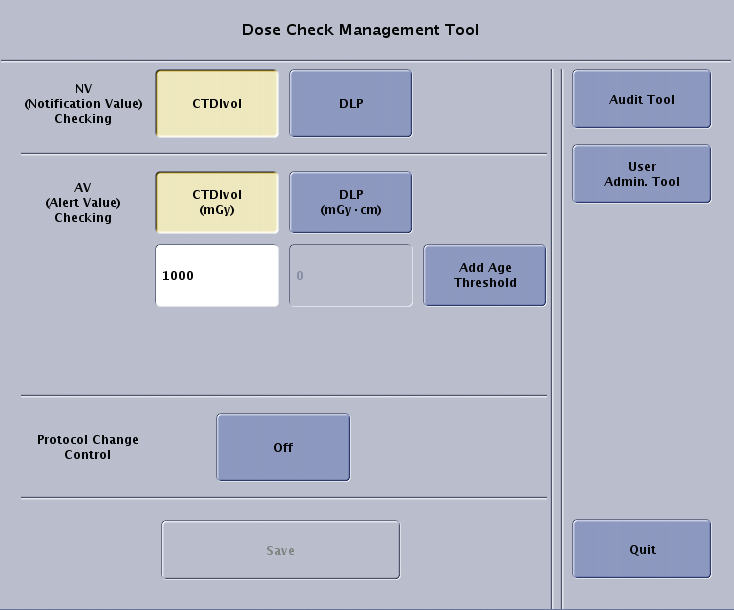 Dose Check Management Tool
NV
(Notification Value)
Checking
CTDIvol
DLP
Audit Tool
User
Admin. Tool
AV
(Alert Value)
Checking
CTDIvol
(mGy)
DLP
(mGy·cm)
1000
0
Add Age
Threshold
Protocol Change
Control
Off
Save
Quit